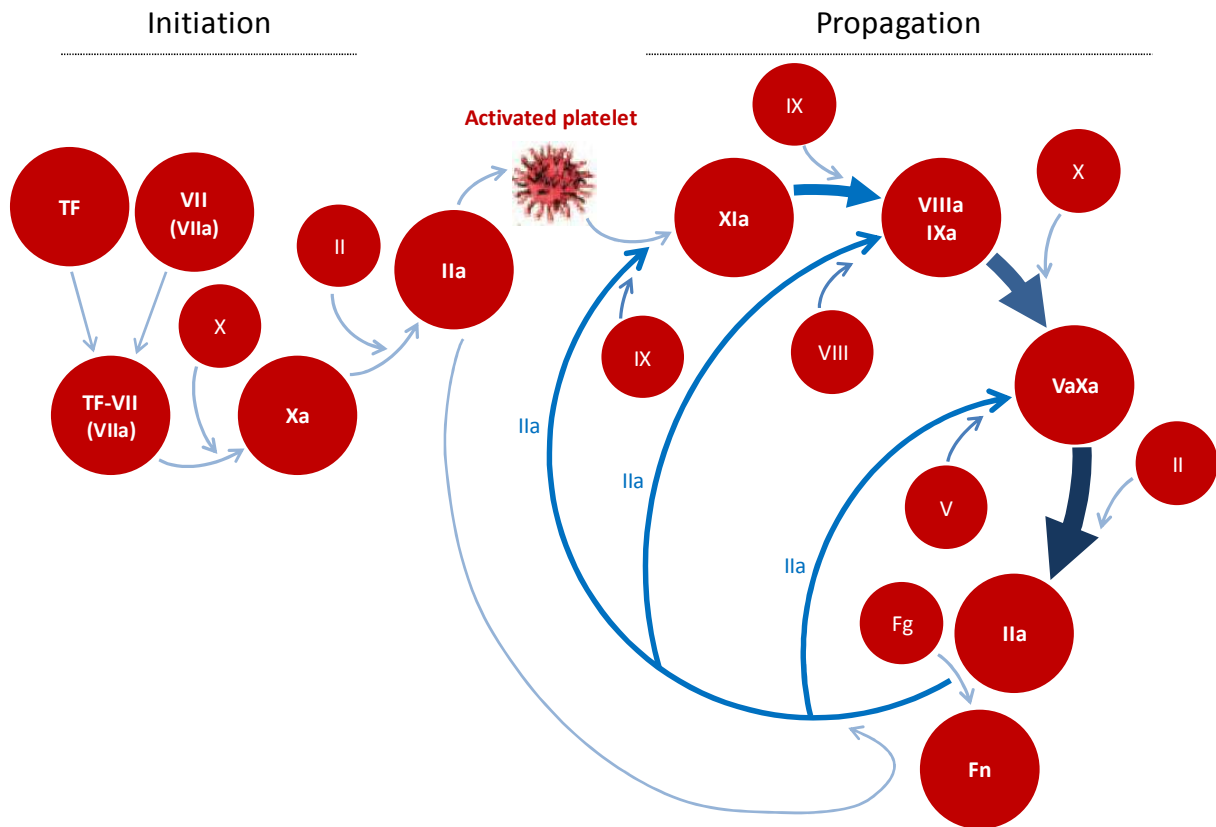 Initiation
Propagation
Activated platelet
TF
VII
(VIIa)
II
IIa
X
TF-VII
(VIIa)
Xa
IX
XIa
VIIIa
IXa
X
IX
VIII
VaXa
IIa
IIa
IIa
V
II
Fg
IIa
Fn